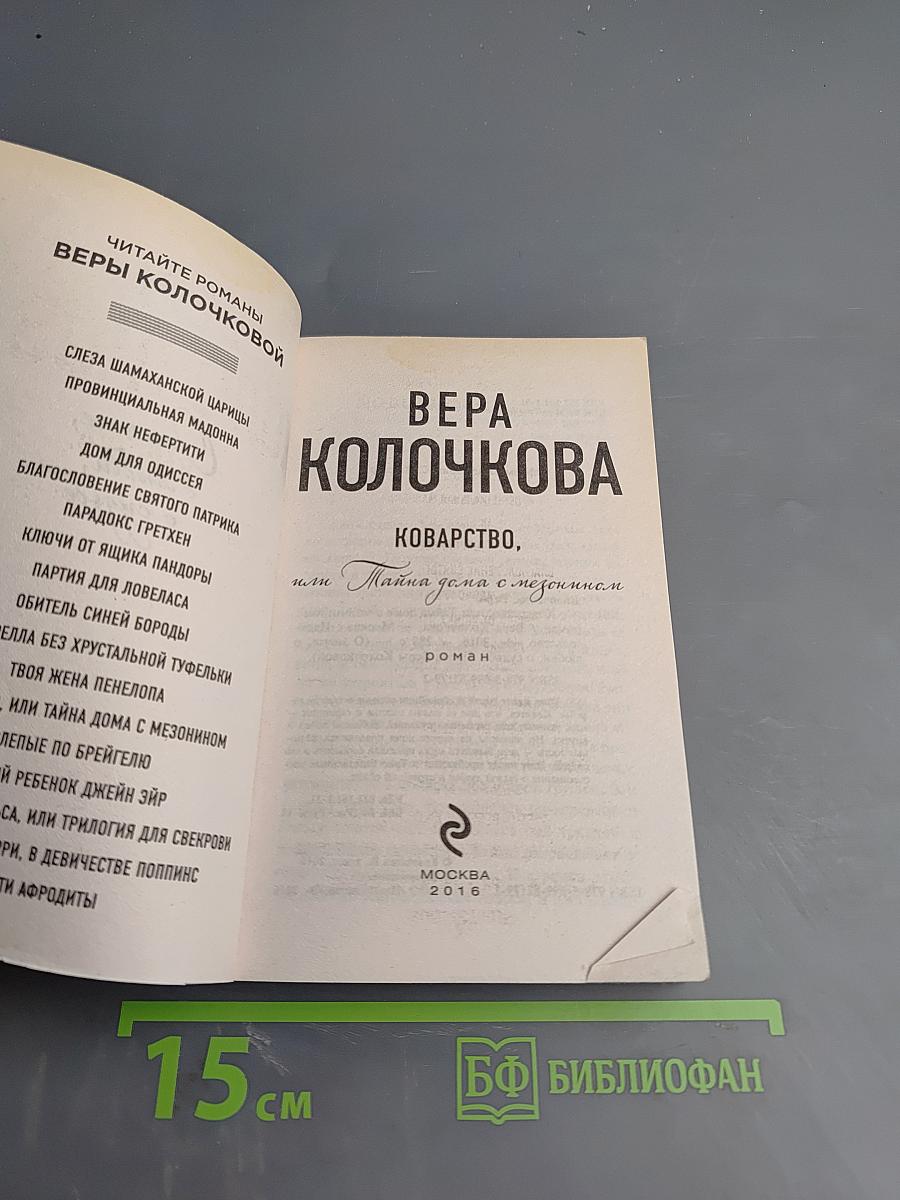 ЧИТАЙТЕ РОМАНЫ
ВЕРЫ КОЛОЧКОВОЙ
СЛЕЗА ШАМАХАНСКОЙ ЦАРИЦЫ
ПРОВИНЦИАЛЬНАЯ МАДОННА
ЗНАК НЕФЕРТИТИ
ДОМ ДЛЯ ОДИССЕЯ
БЛАГОСЛОВЕНИЕ СВЯТОГО ПАТРИКА
ПАРАДОКС ГРЕТХЕН
КЛЮЧИ ОТ ЯЩИКА ПАНДОРЫ
ПАРТИЯ ДЛЯ ЛОВЕЛАСА
ОБИТЕЛЬ СИНЕЙ БОРОДЫ
РЕЛЛА БЕЗ ХРУСТАЛЬНОЙ ТУФЕЛЬКИ
ТВОЯ ЖЕНА ПЕНЕЛОПА
, ИЛИ ТАЙНА ДОМА С МЕЗОНИНОМ
ЛЕПЫЕ ПО БРЕЙГЕЛЮ
ИЙ РЕБЕНОК ДЖЕЙН ЭЙР
ЬСА, ИЛИ ТРИЛОГИЯ ДЛЯ СВЕКРОВИ
РРИ, В ДЕВИЧЕСТВЕ ПОППИНС
ТИ АФРОДИТЫ
ВЕРА
КОЛОЧКОВА
КОВАРСТВО,
или Тайна дома с мезонином
роман
МОСКВА
2016
15 см
БФ БИБЛИОФАН